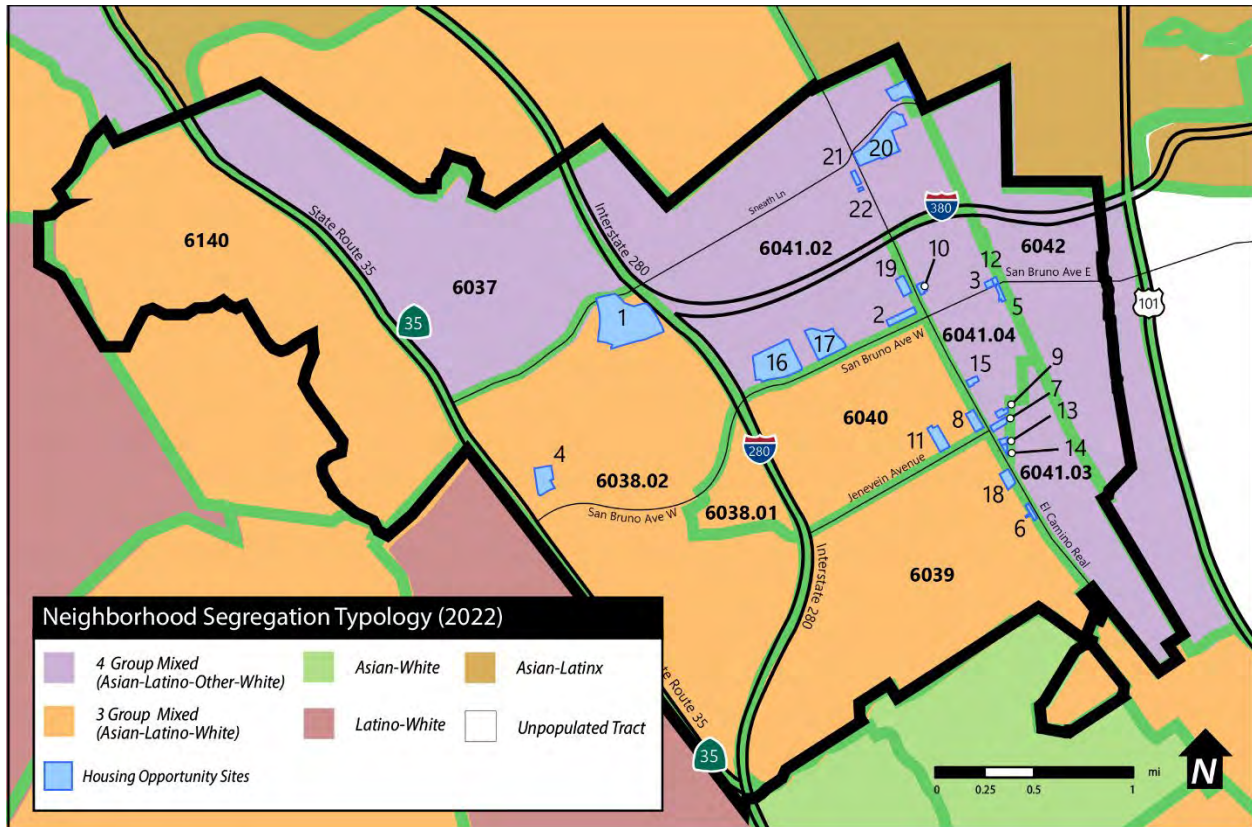 21
20
Sneath Ln
22
380
State Route 35
6140
Interstate 280
6037
6041.02
19
10
12
6042
San Bruno Ave E
3
5
101
35
1
2
6041.04
16
17
San Bruno Ave W
15
9
7
13
14
8
11
6040
6041.03
4
6038.02
280
Jenevein Avenue
18
San Bruno Ave W
6038.01
6
El Camino Real
6039
Interstate 280
Neighborhood Segregation Typology (2022)
4 Group Mixed
(Asian-Latino-Other-White)
Asian-White
Asian-Latinx
3 Group Mixed
(Asian-Latino-White)
Latino-White
Unpopulated Tract
Housing Opportunity Sites
Route 35
35
0
0.25
0.5
1
mi
N